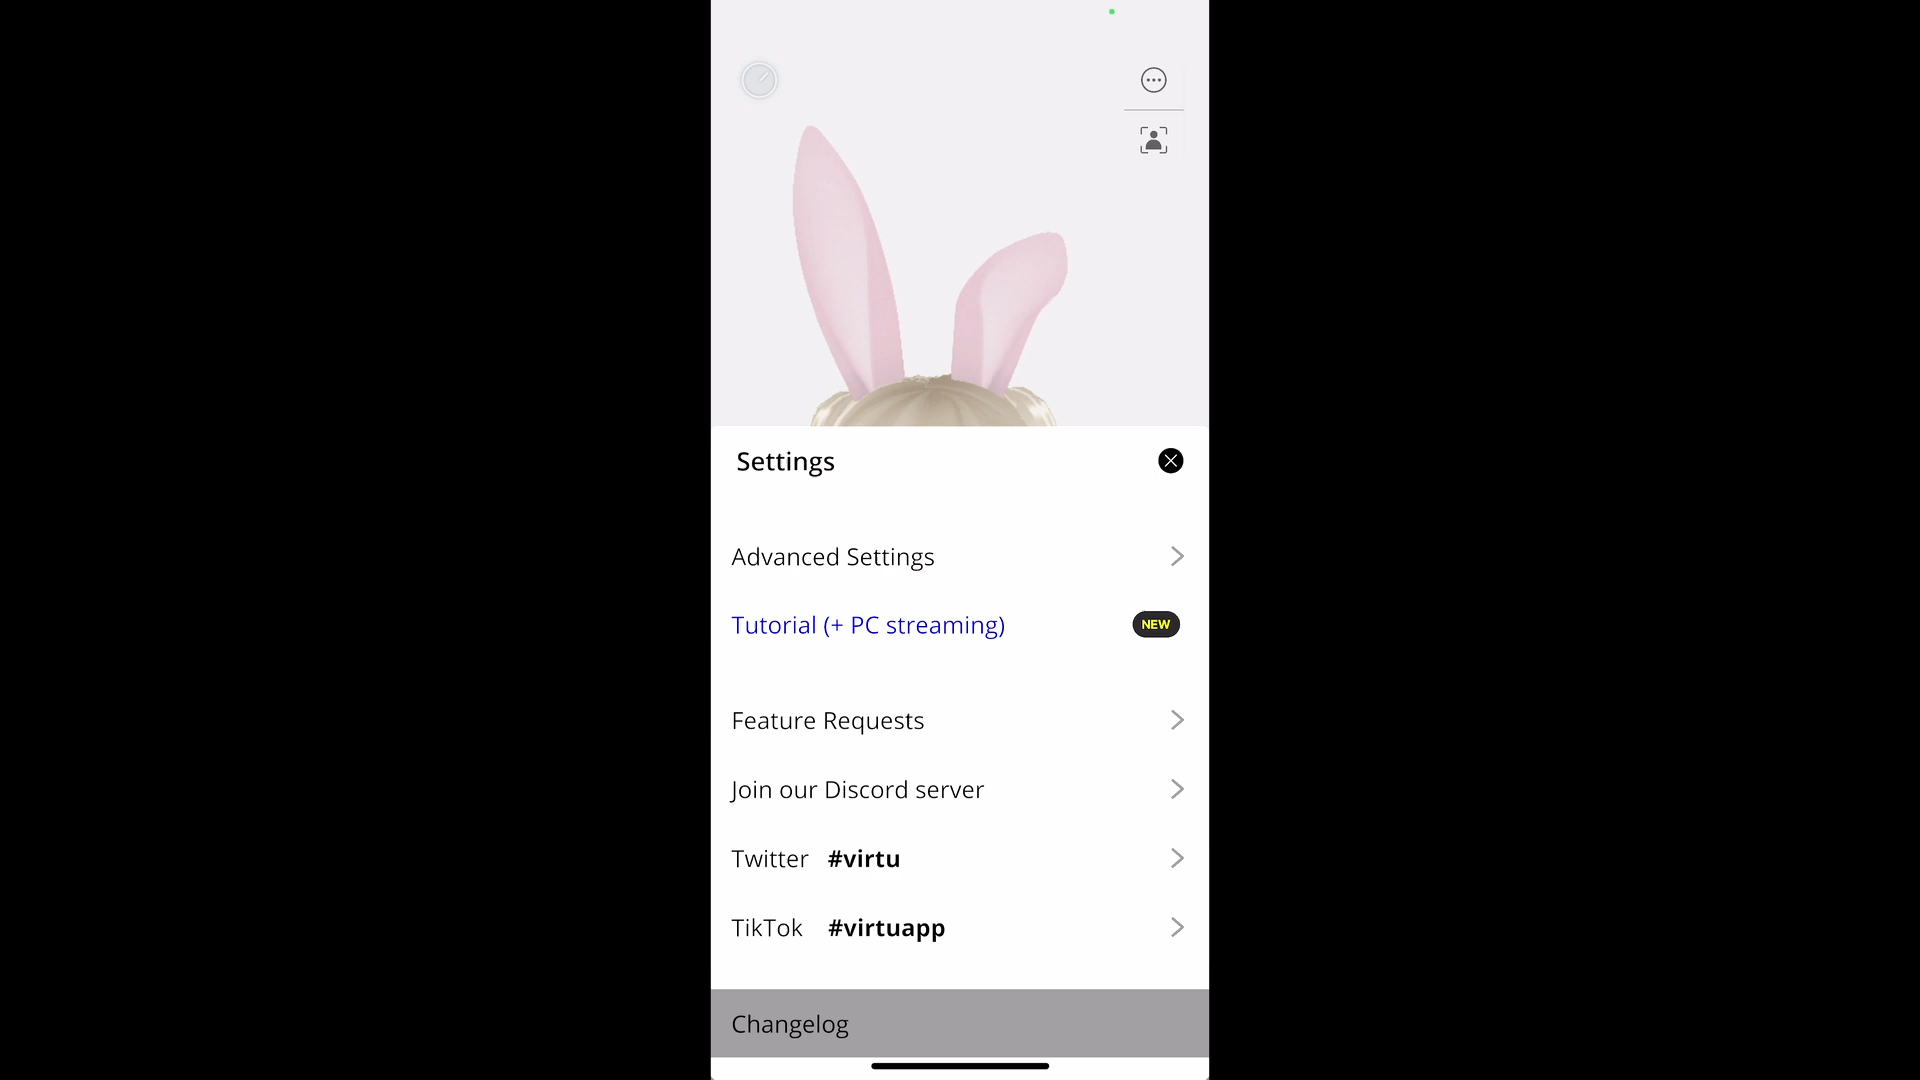 Settings
Advanced Settings
Tutorial (+ PC streaming) NEW
Feature Requests
Join our Discord server
Twitter #virtu
TikTok #virtuapp
Changelog